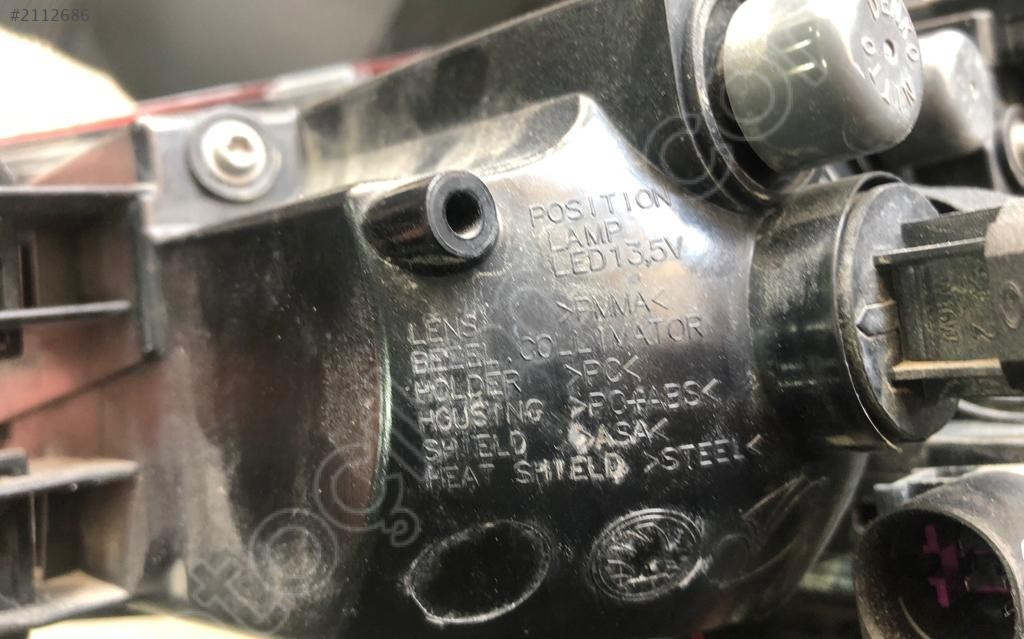 #2112686
POSITION
LAMP
LED13,5V
LENS >PMMA<
BEZEL,COLLIMATOR
HOLDER >PC<
HOUSING >PC+ABS<
SHIELD >ASA<
HEAT SHIELD >STEEL<